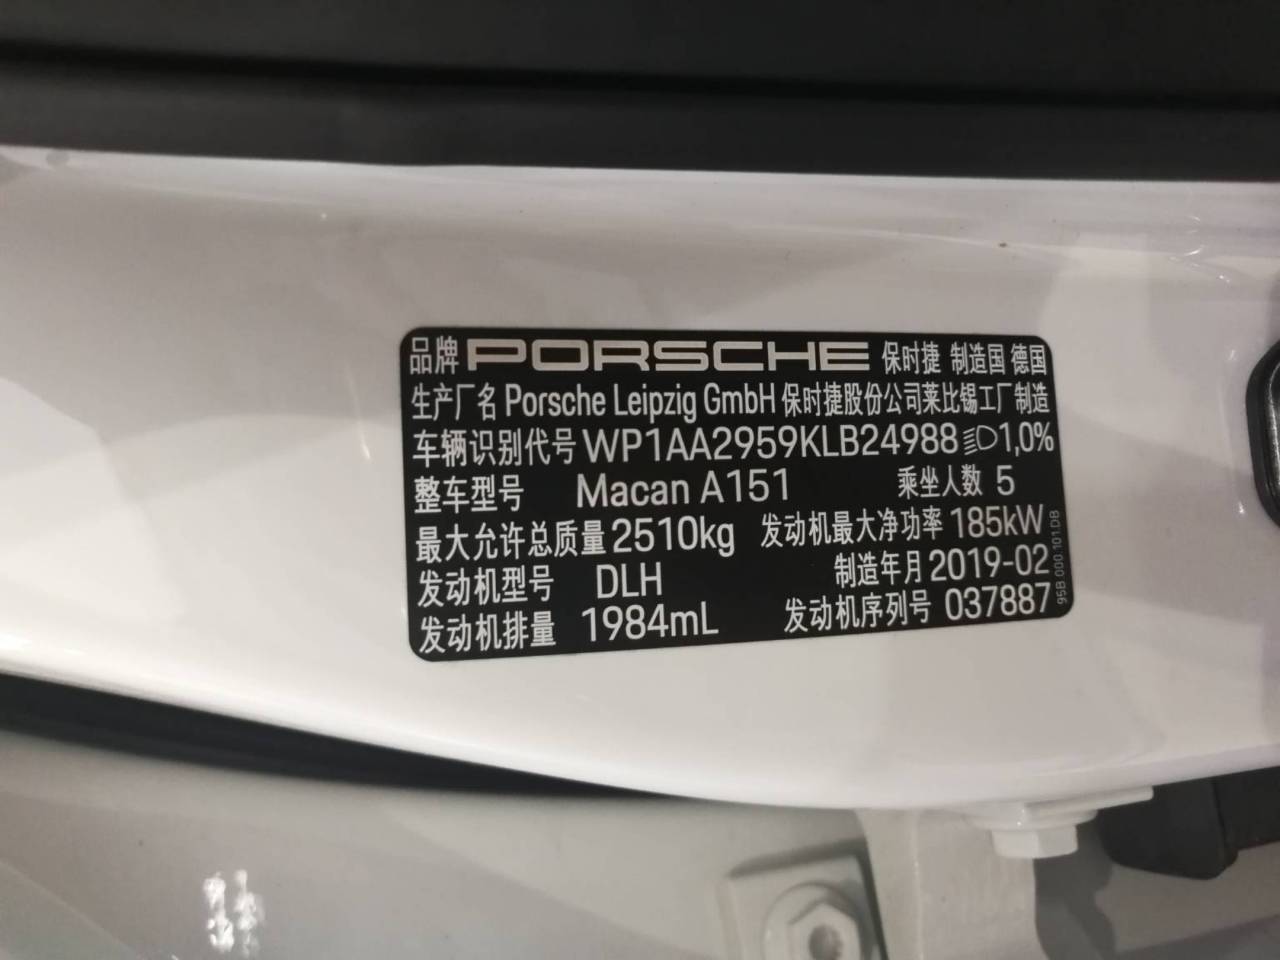 品牌 PORSCHE 保时捷 制造国 德国
生产厂名 Porsche Leipzig GmbH 保时捷股份公司莱比锡工厂制造
车辆识别代号 WP1AA2959KLB24988 1,0%
整车型号 Macan A151 乘坐人数 5
最大允许总质量 2510kg 发动机最大净功率 185kW
发动机型号 DLH 制造年月 2019-02
发动机排量 1984mL 发动机序列号 037887
95B.000.101.DB